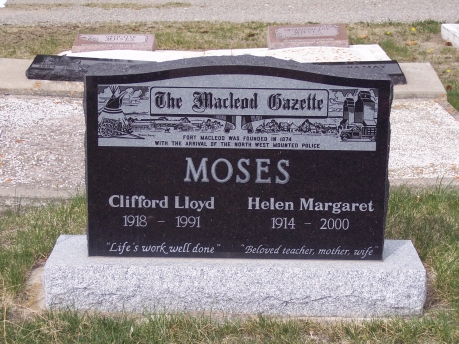 The Macleod Gazette
FORT MACLEOD WAS FOUNDED IN 1874
WITH THE ARRIVAL OF THE NORTH WEST MOUNTED POLICE
MOSES
Clifford Lloyd Helen Margaret
1918 - 1991 1914 - 2000
"Life's work well done" "Beloved teacher, mother, wife"